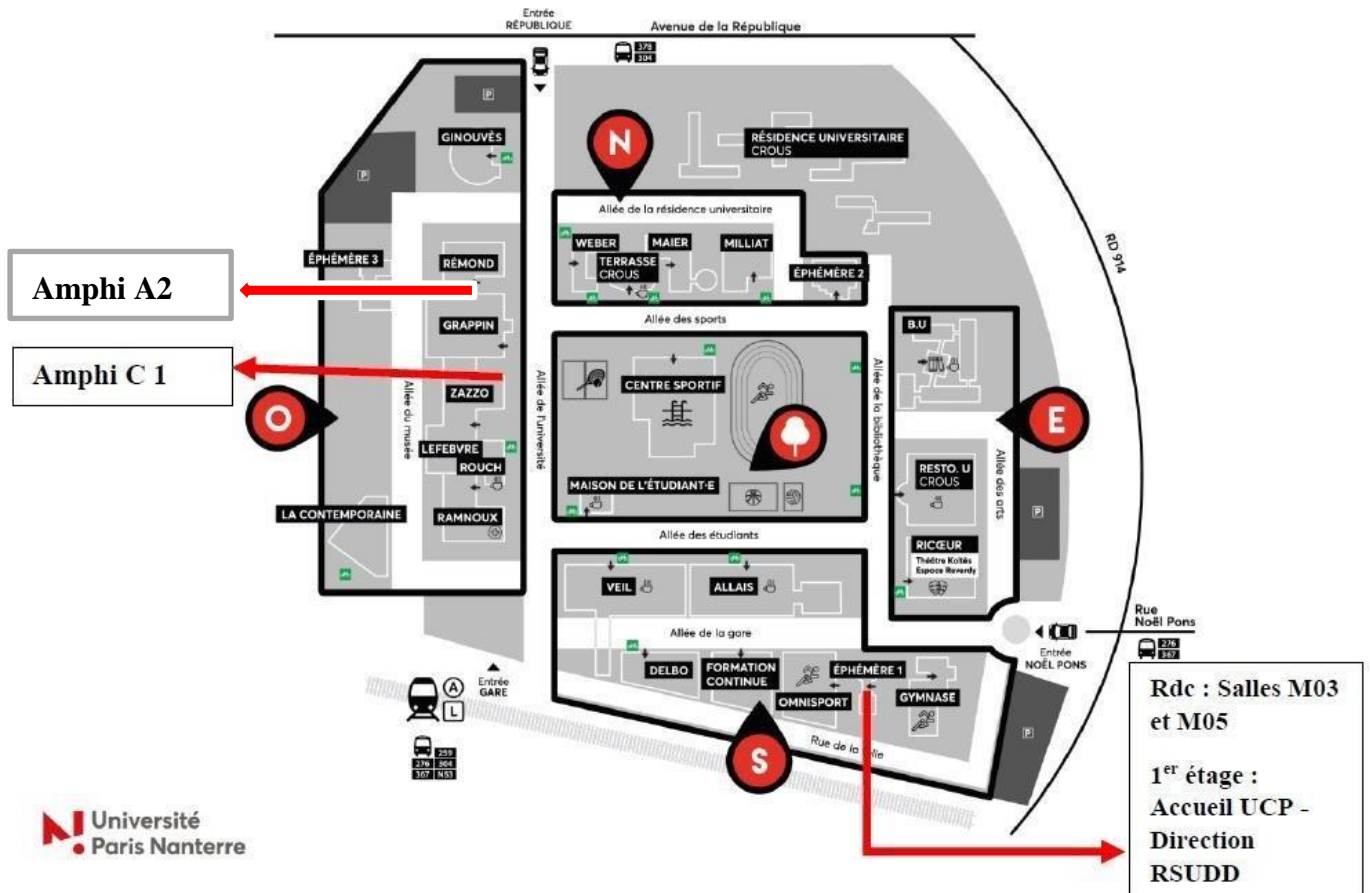 Entrée
RÉPUBLIQUE
Avenue de la République
378
304
P
GINOUVÈS
N
RÉSIDENCE UNIVERSITAIRE
CROUS
P
Allée de la résidence universitaire
RD 914
WEBER
MAIER
MILLIAT
TERRASSE
CROUS
ÉPHÉMÈRE 2
ÉPHÉMÈRE 3
RÉMOND
Amphi A2
GRAPPIN
Allée des sports
B.U
Amphi C 1
ZAZZO
CENTRE SPORTIF
O
Allée du musée
Allée de l'université
Allée de la bibliothèque
E
LEFEBVRE
ROUCH
RESTO. U
CROUS
Allée des arts
MAISON DE L'ÉTUDIANT·E
LA CONTEMPORAINE
RAMNOUX
P
Allée des étudiants
RICŒUR
Théâtre Koltès
Espace Reverdy
VEIL
ALLAIS
Rue
Noël Pons
Allée de la gare
276
367
Entrée
NOËL PONS
DELBO
FORMATION
CONTINUE
ÉPHÉMÈRE 1
OMNISPORT
GYMNASE
Entrée
GARE
A
L
P
Rue de la Folie
S
259
276 304
367 N53
Rdc : Salles M03
et M05
1er étage :
Accueil UCP -
Direction
RSUDD
Université
Paris Nanterre